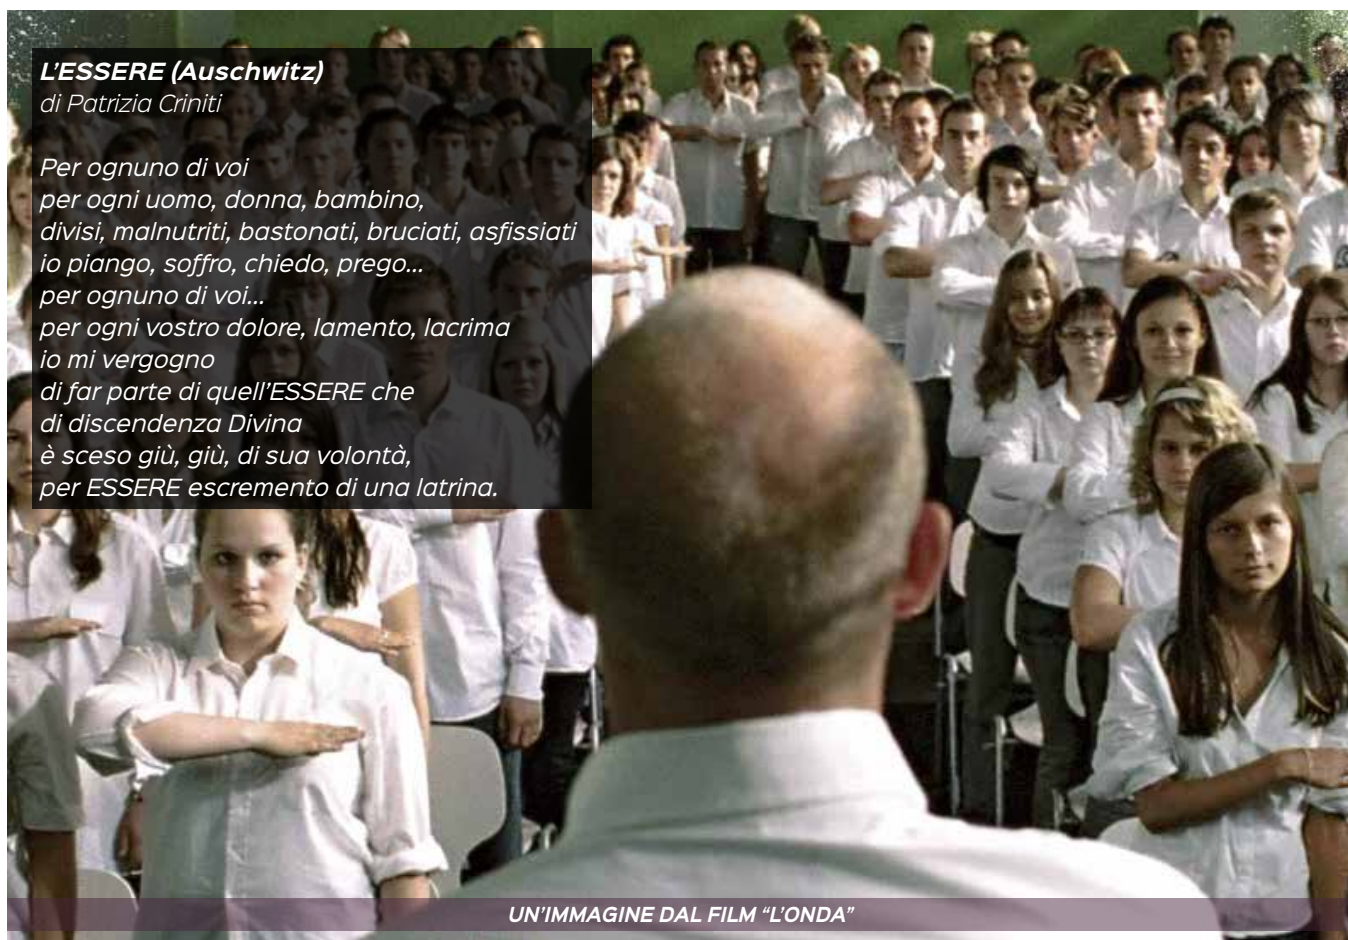 L'ESSERE (Auschwitz)
di Patrizia Criniti
Per ognuno di voi
per ogni uomo, donna, bambino,
divisi, malnutriti, bastonati, bruciati, asfissiati
io piango, soffro, chiedo, prego...
per ognuno di voi...
per ogni vostro dolore, lamento, lacrima
io mi vergogno
di far parte di quell'ESSERE che
di discendenza Divina
è sceso giù, giù, di sua volontà,
per ESSERE escremento di una latrina.
UN'IMMAGINE DAL FILM “L'ONDA”